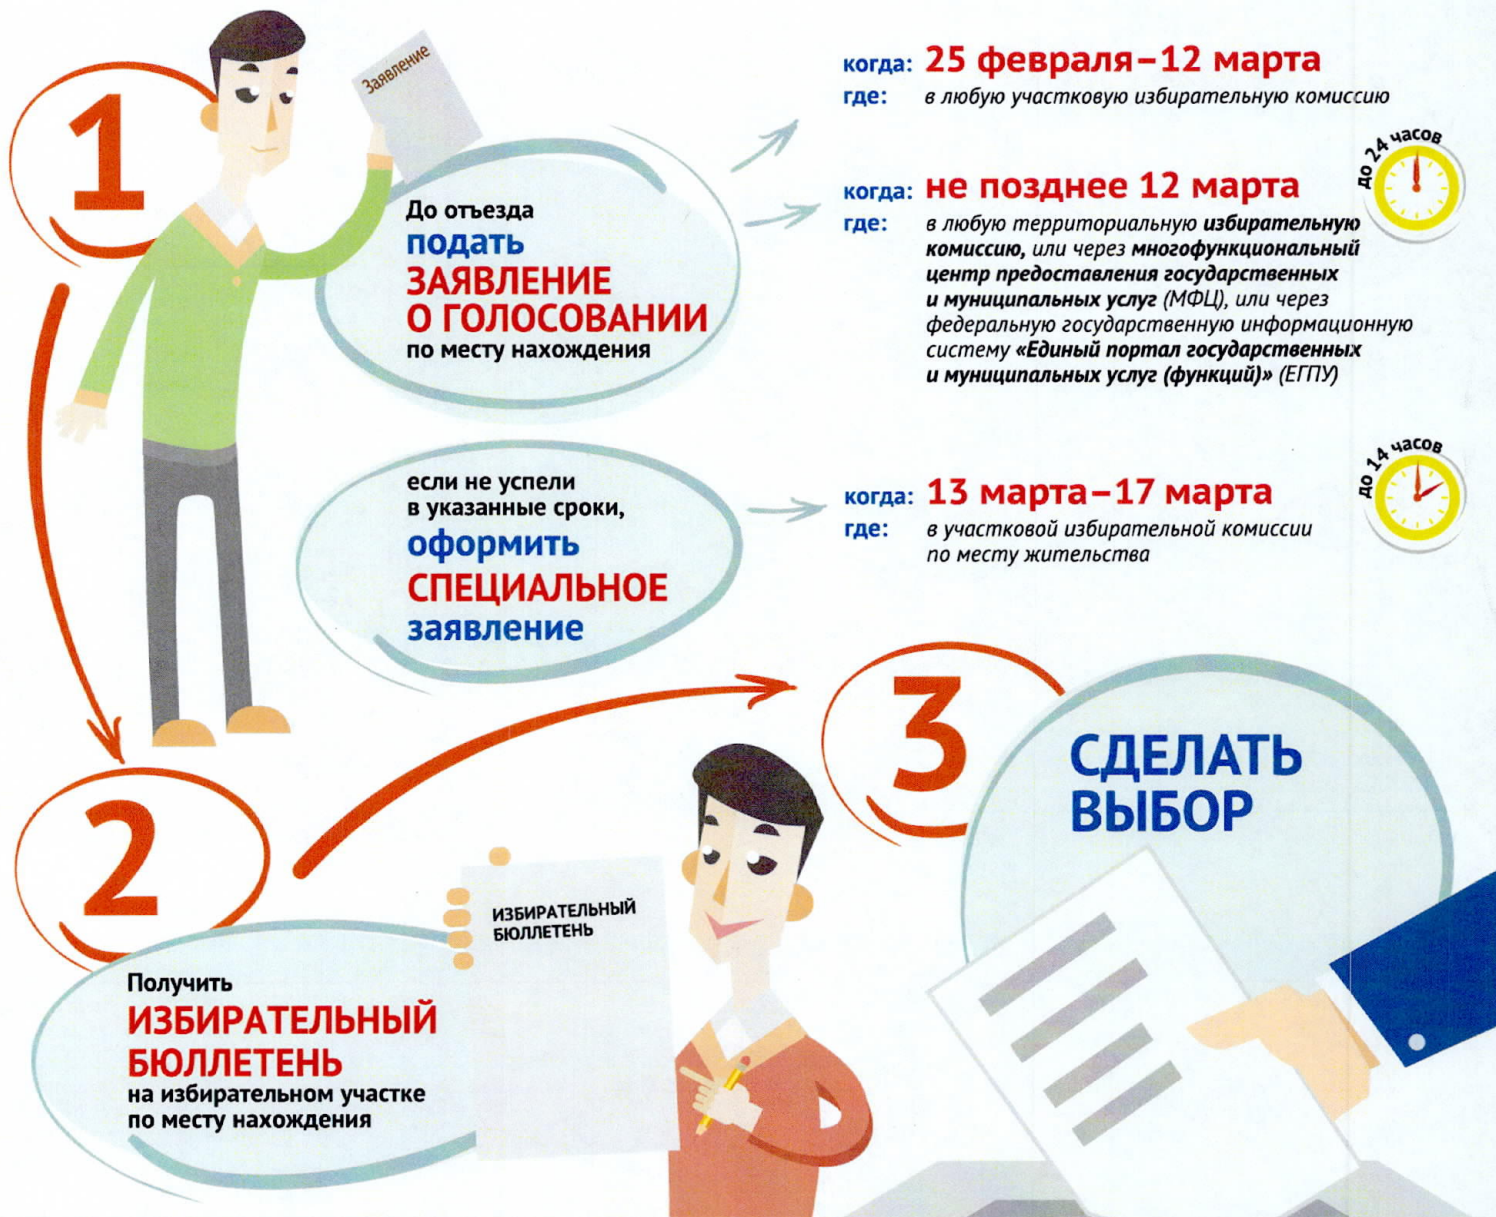 1
Заявление
До отъезда
подать
ЗАЯВЛЕНИЕ
О ГОЛОСОВАНИИ
по месту нахождения
когда: 25 февраля–12 марта
где: в любую участковую избирательную комиссию
до 24 часов
когда: не позднее 12 марта
где: в любую территориальную избирательную
комиссию, или через многофункциональный
центр предоставления государственных
и муниципальных услуг (МФЦ), или через
федеральную государственную информационную
систему «Единый портал государственных
и муниципальных услуг (функций)» (ЕГПУ)
если не успели
в указанные сроки,
оформить
СПЕЦИАЛЬНОЕ
заявление
до 14 часов
когда: 13 марта–17 марта
где: в участковой избирательной комиссии
по месту жительства
2
Получить
ИЗБИРАТЕЛЬНЫЙ
БЮЛЛЕТЕНЬ
на избирательном участке
по месту нахождения
ИЗБИРАТЕЛЬНЫЙ
БЮЛЛЕТЕНЬ
3
СДЕЛАТЬ
ВЫБОР